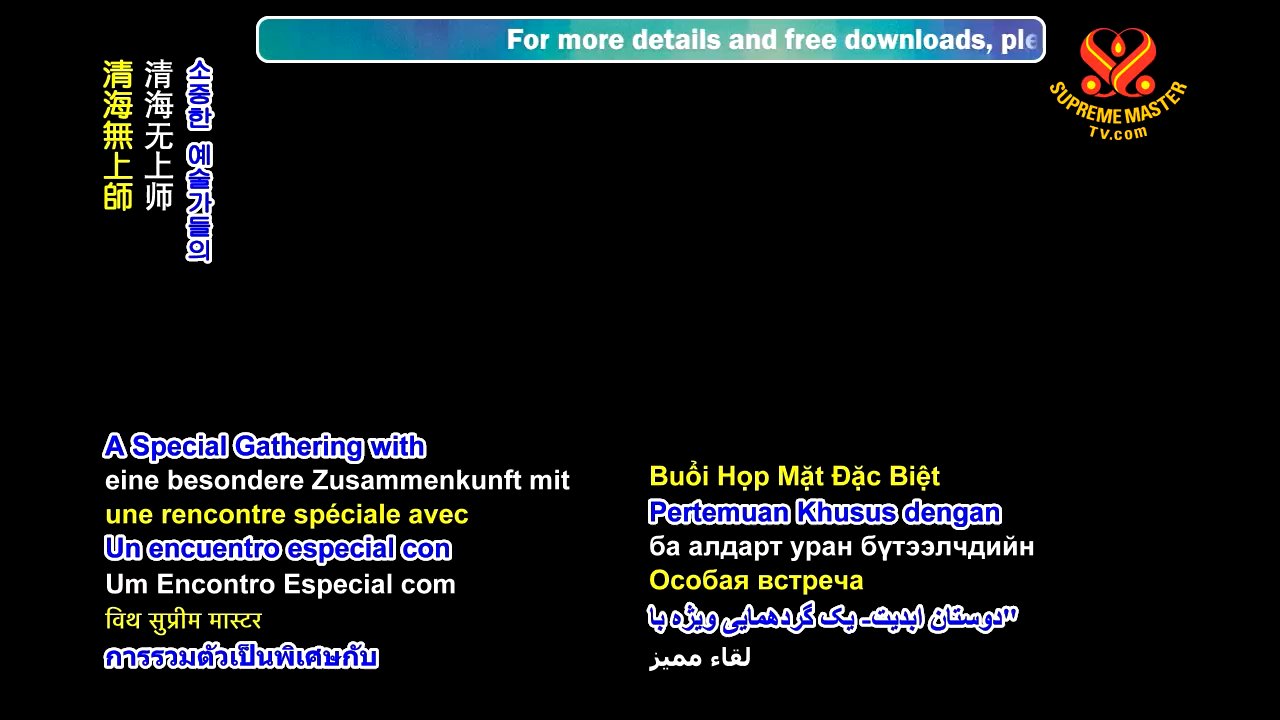 For more details and free downloads, ple
SUPREME MASTER
TV.com
清海無上師
清海无上师
소중한 예술가들의
A Special Gathering with
eine besondere Zusammenkunft mit
une rencontre spéciale avec
Un encuentro especial con
Um Encontro Especial com
विथ सुप्रीम मास्टर
การรวมตัวเป็นพิเศษกับ
Buổi Họp Mặt Đặc Biệt
Pertemuan Khusus dengan
ба алдарт уран бүтээлчдийн
Особая встреча
"دوستان ابدیت- یک گردهمایی ویژه با
لقاء مميز